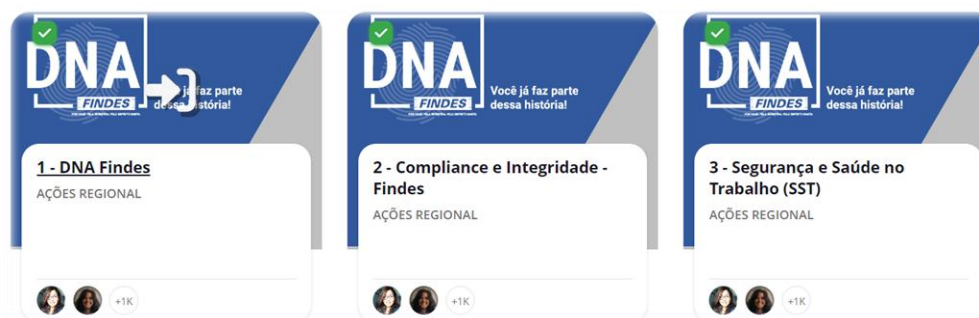 DNA
FINDES
já faz parte
dessa história!
1 - DNA Findes
AÇÕES REGIONAL
+1K
DNA
FINDES
Você já faz parte
dessa história!
2 - Compliance e Integridade -
Findes
AÇÕES REGIONAL
+1K
DNA
FINDES
Você já faz parte
dessa história!
3 - Segurança e Saúde no
Trabalho (SST)
AÇÕES REGIONAL
+1K